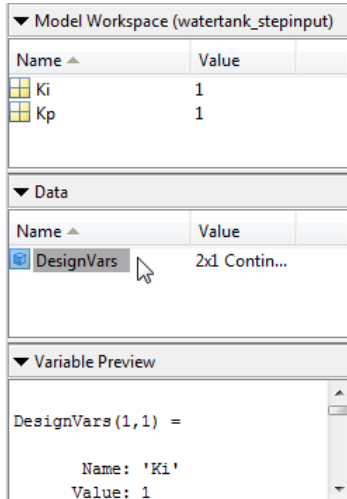 Model Workspace (watertank_stepinput)
Name Value
Ki 1
Kp 1
Data
Name Value
DesignVars 2x1 Contin...
Variable Preview
DesignVars(1,1) =
Name: 'Ki'
Value: 1